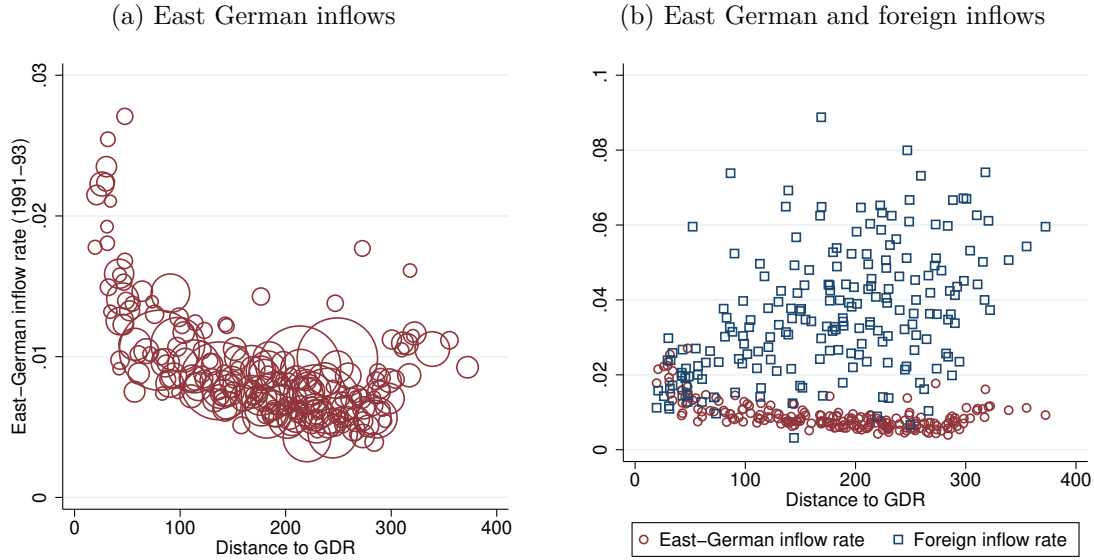 (a) East German inflows
East−German inflow rate (1991−93)
.03
.02
.01
0
0 100 200 300 400
Distance to GDR
(b) East German and foreign inflows
.1
.08
.06
.04
.02
0
0 100 200 300 400
Distance to GDR
East−German inflow rate Foreign inflow rate